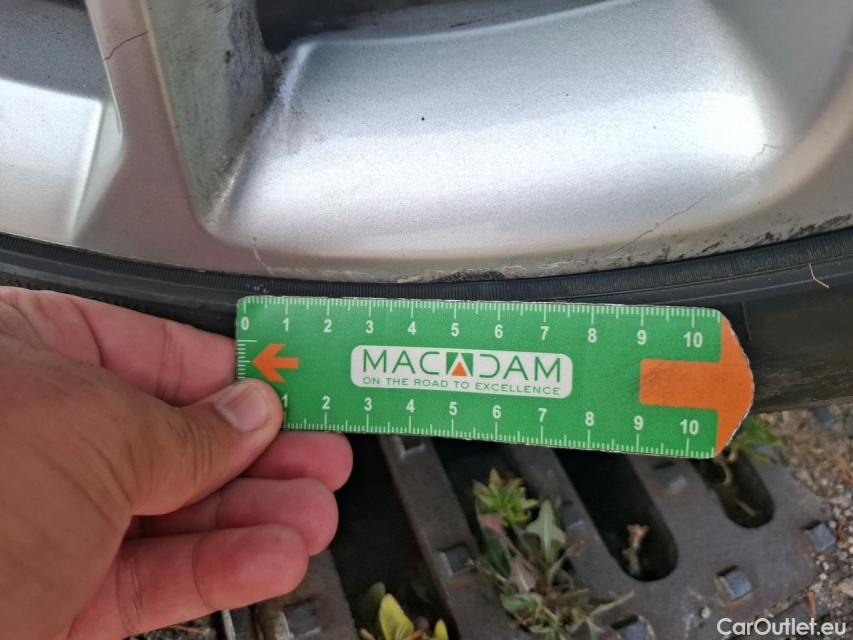 0 1 2 3 4 5 6 7 8 9 10
MACADAM
ON THE ROAD TO EXCELLENCE
1 2 3 4 5 6 7 8 9 10
CarOutlet.eu